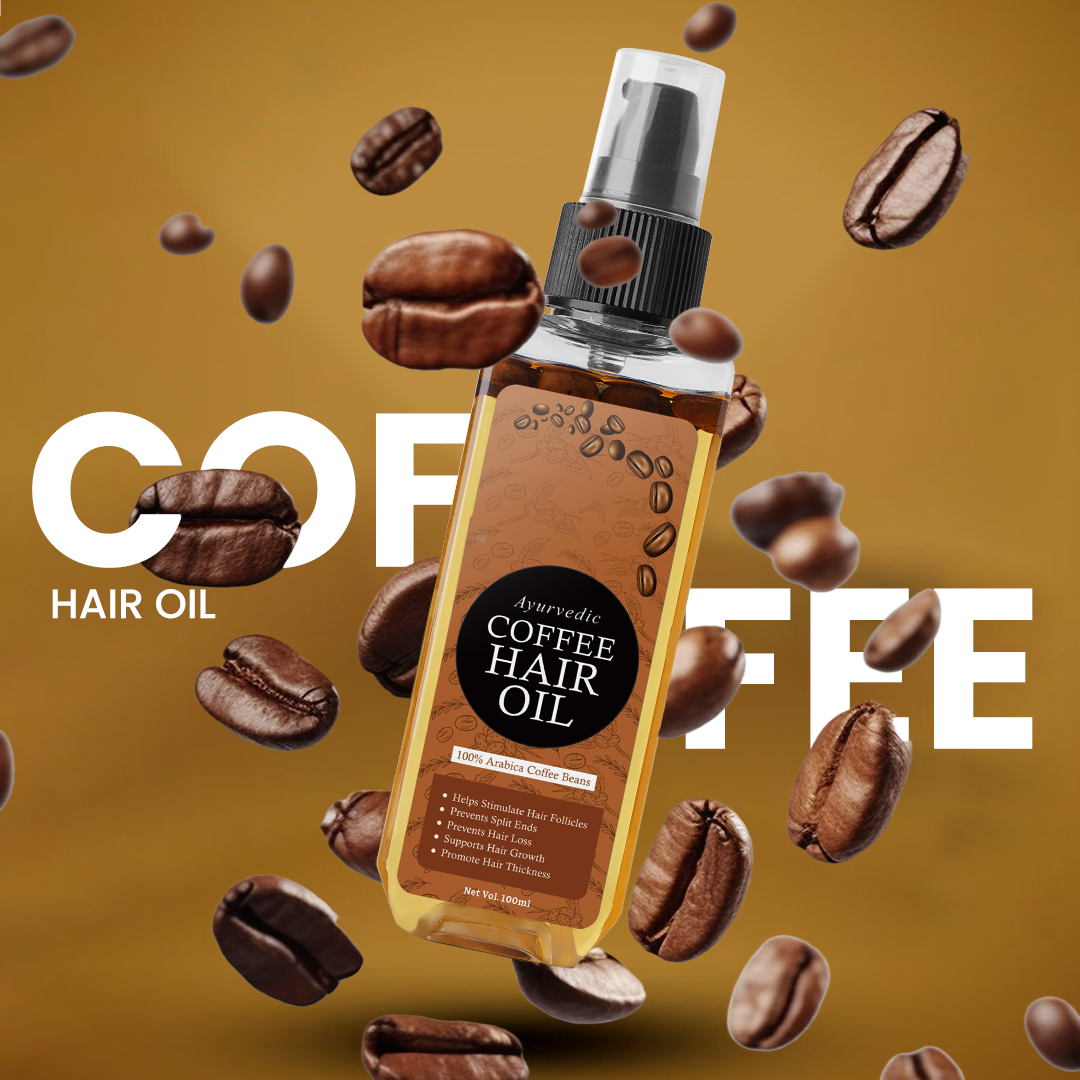 COF
FEE
HAIR OIL
Ayurvedic
COFFEE
HAIR
OIL
100% Arabica Coffee Beans
• Helps Stimulate Hair Follicles
• Prevents Split Ends
• Prevents Hair Loss
• Supports Hair Growth
• Promote Hair Thickness
Net Vol. 100ml